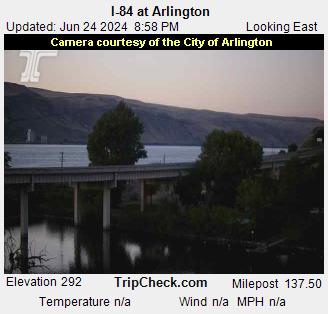 I-84 at Arlington
Updated: Jun 24 2024 8:58 PM Looking East
Camera courtesy of the City of Arlington
Elevation 292 TripCheck.com Milepost 137.50
Temperature n/a Wind n/a MPH n/a